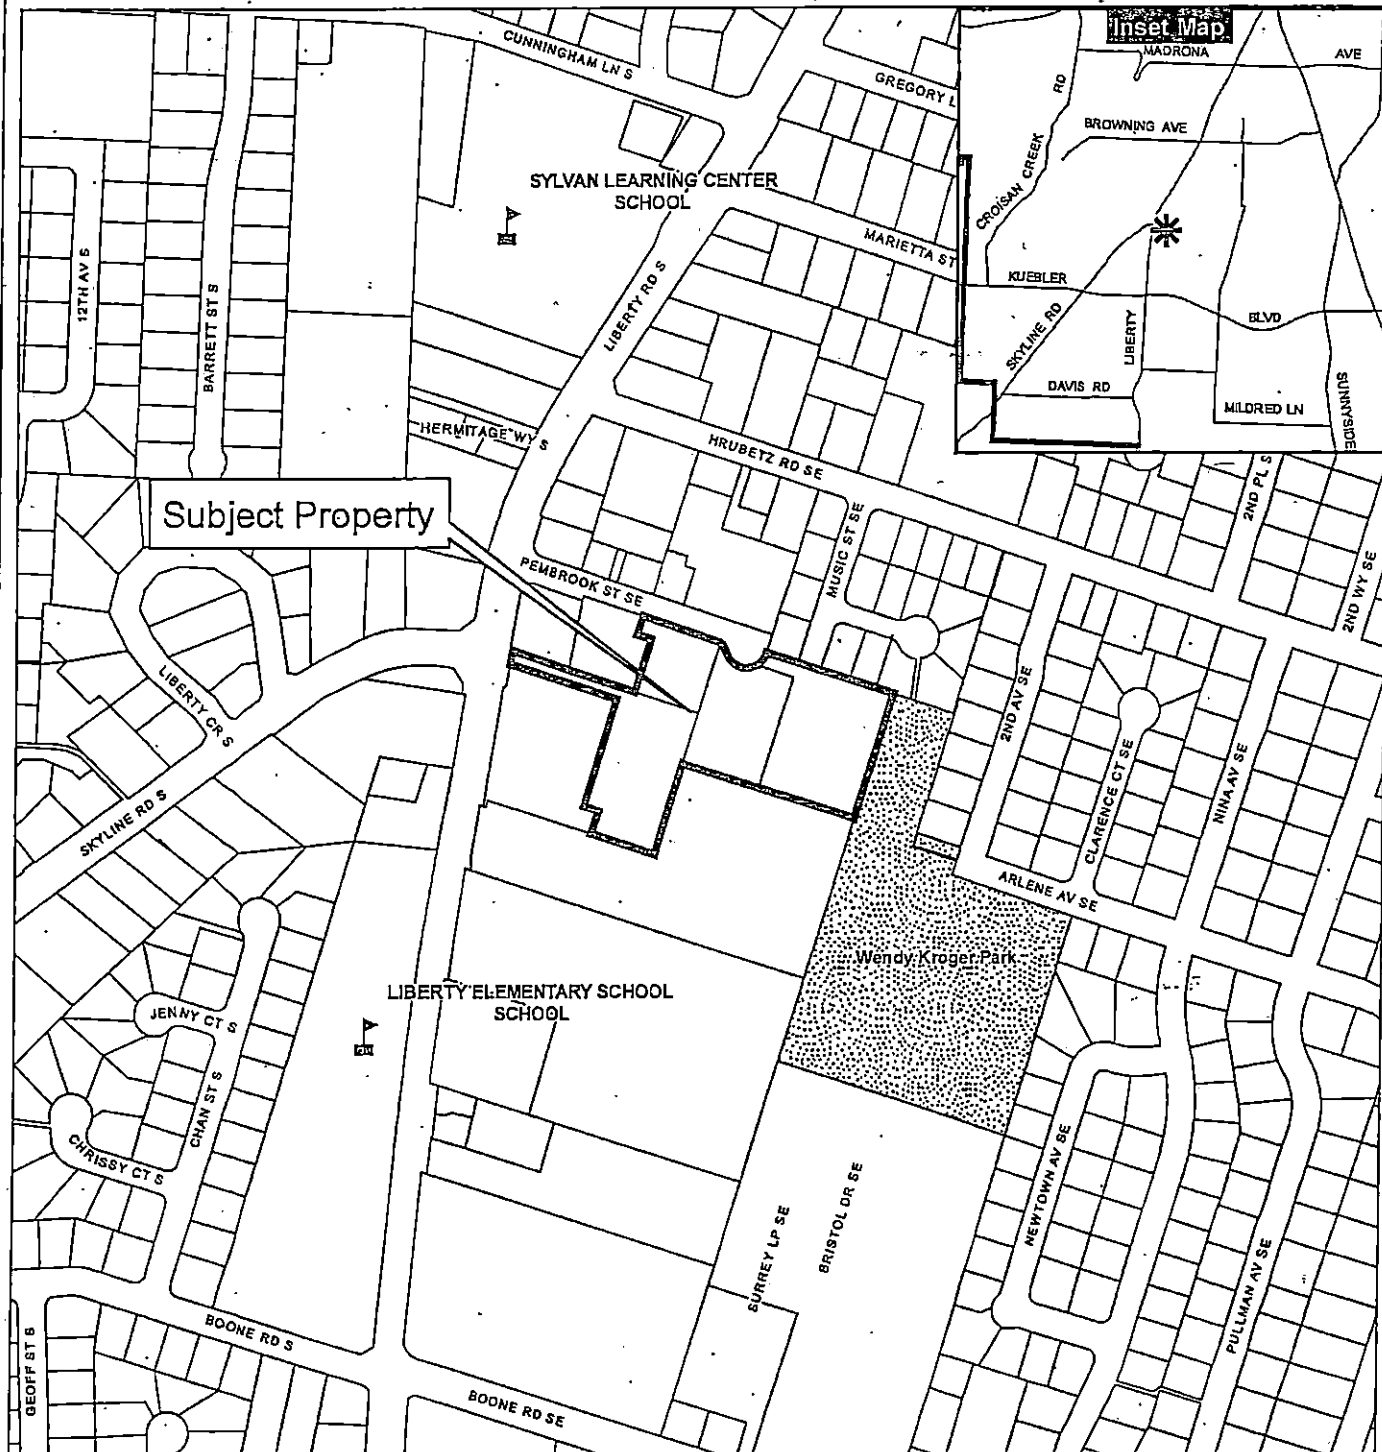 Inset Map
MADRONA
AVE
RD
BROWNING AVE
CROISAN CREEK
KUEBLER
BLVD
SKYLINE RD
LIBERTY
DAVIS RD
MILDRED LN
SUNNYSIDE
CUNNINGHAM LN S
GREGORY L
SYLVAN LEARNING CENTER
SCHOOL
MARIETTA ST
12TH AV S
BARRETT ST S
LIBERTY RD S
HERMITAGE WY S
HRUBETZ RD SE
2ND PL S
Subject Property
MUSIC ST SE
PEMBROOK ST SE
2ND WY SE
LIBERTY CR S
2ND AV SE
CLARENCE CT SE
NINA AV SE
SKYLINE RD S
ARLENE AV SE
Wendy Kroger Park
LIBERTY ELEMENTARY SCHOOL
SCHOOL
JENNY CT S
CHAN ST S
CHRISSY CT S
NEWTOWN AV SE
BRISTOL DR SE
SURREY LP SE
PULLMAN AV SE
GEOFF ST S
BOONE RD S
BOONE RD SE